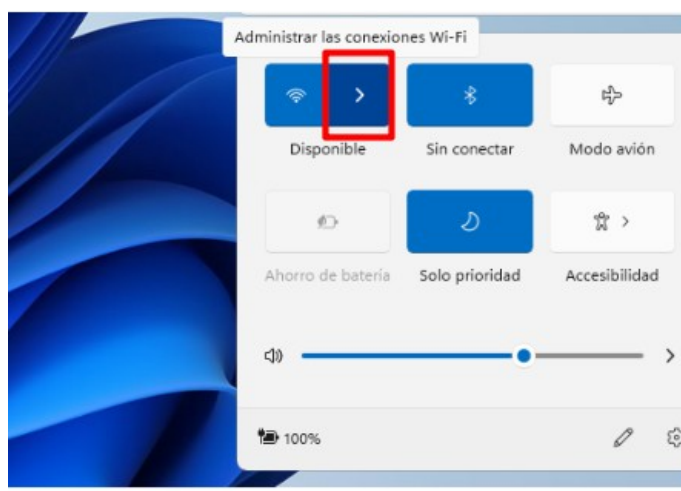 Administrar las conexiones Wi-Fi
Disponible
Sin conectar
Modo avión
Ahorro de batería
Solo prioridad
Accesibilidad
100%